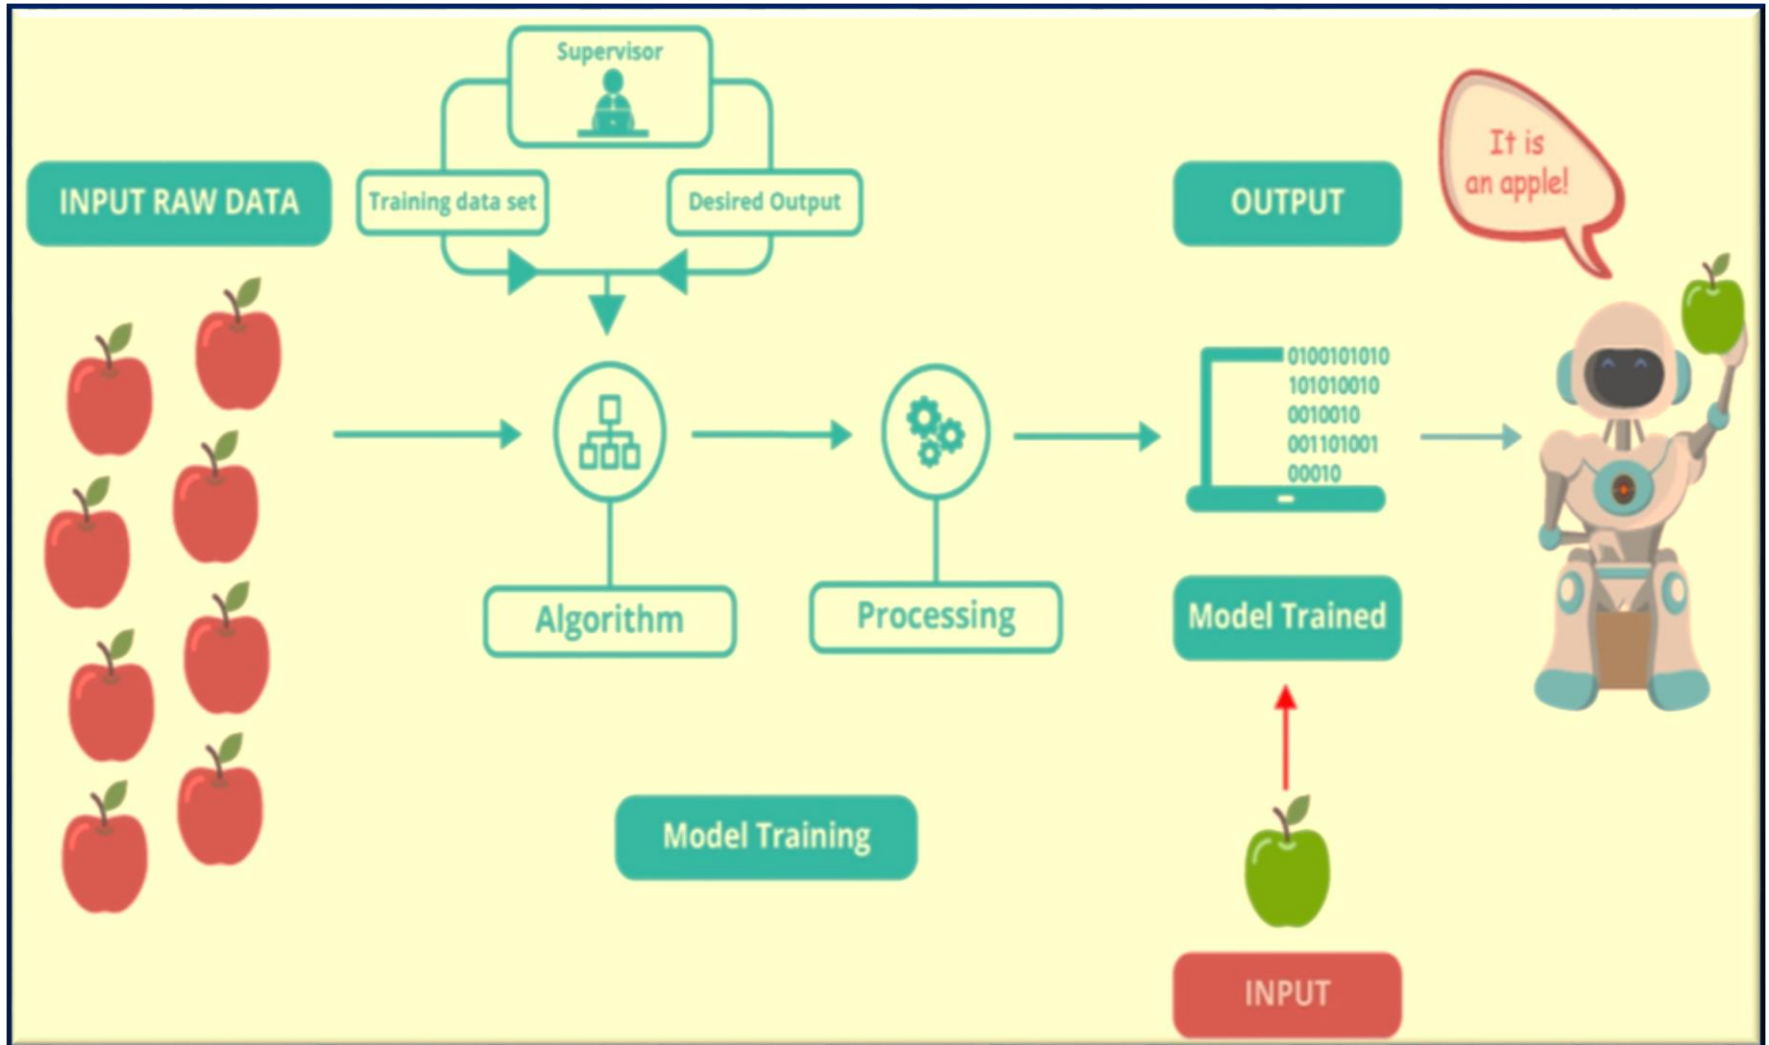 Supervisor
INPUT RAW DATA
Training data set
Desired Output
OUTPUT
It is
an apple!
0100101010
101010010
0010010
001101001
00010
Algorithm
Processing
Model Trained
Model Training
INPUT